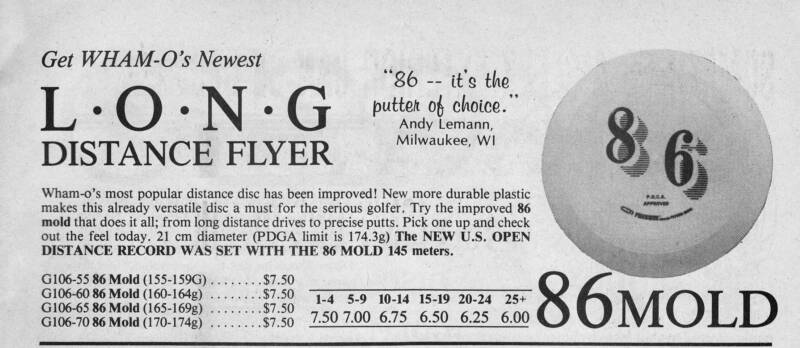 Get WHAM-O's Newest
L·O·N·G
DISTANCE FLYER
"86 -- it's the
putter of choice."
Andy Lemann,
Milwaukee, WI
Wham-o's most popular distance disc has been improved! New more durable plastic
makes this already versatile disc a must for the serious golfer. Try the improved 86
mold that does it all; from long distance drives to precise putts. Pick one up and check
out the feel today. 21 cm diameter (PDGA limit is 174.3g) The NEW U.S. OPEN
DISTANCE RECORD WAS SET WITH THE 86 MOLD 145 meters.
G106-55 86 Mold (155-159G) ........$7.50
G106-60 86 Mold (160-164g) ........$7.50
G106-65 86 Mold (165-169g) ........$7.50
G106-70 86 Mold (170-174g) ........$7.50
1-4 5-9 10-14 15-19 20-24 25+
7.50 7.00 6.75 6.50 6.25 6.00
86
P.D.G.A.
APPROVED
86 MOLD